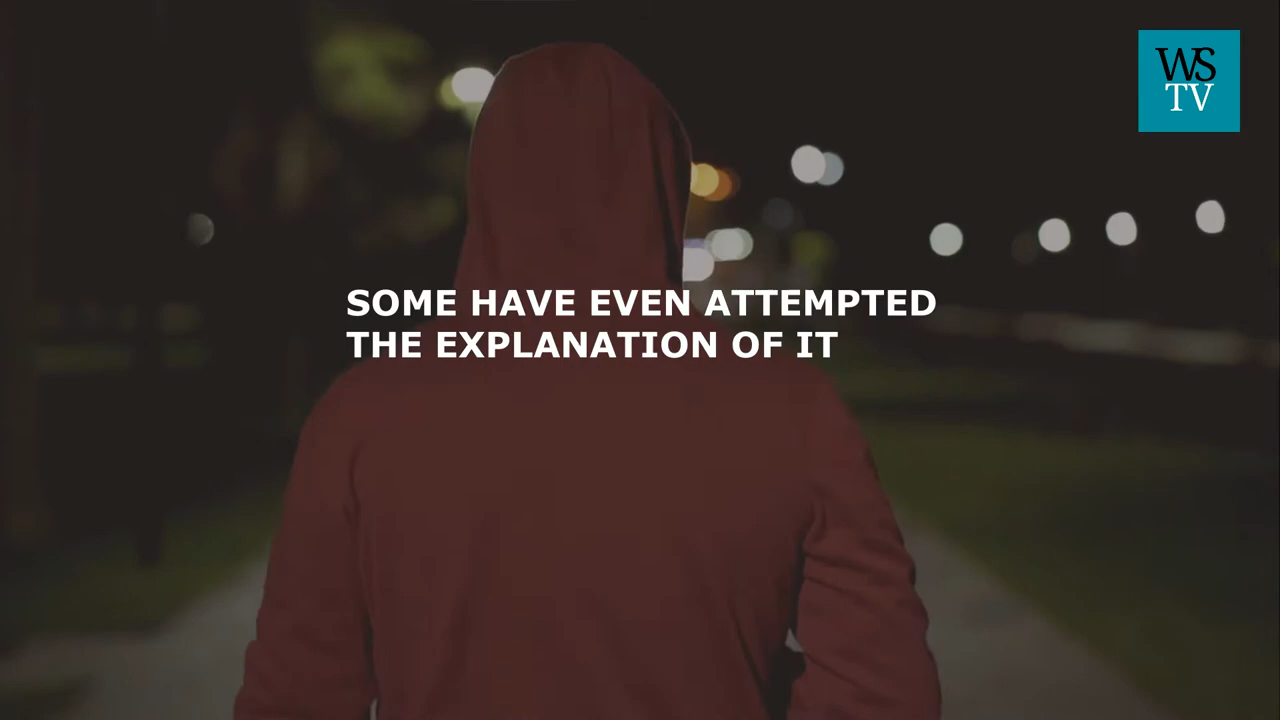 WS
TV
SOME HAVE EVEN ATTEMPTED
THE EXPLANATION OF IT